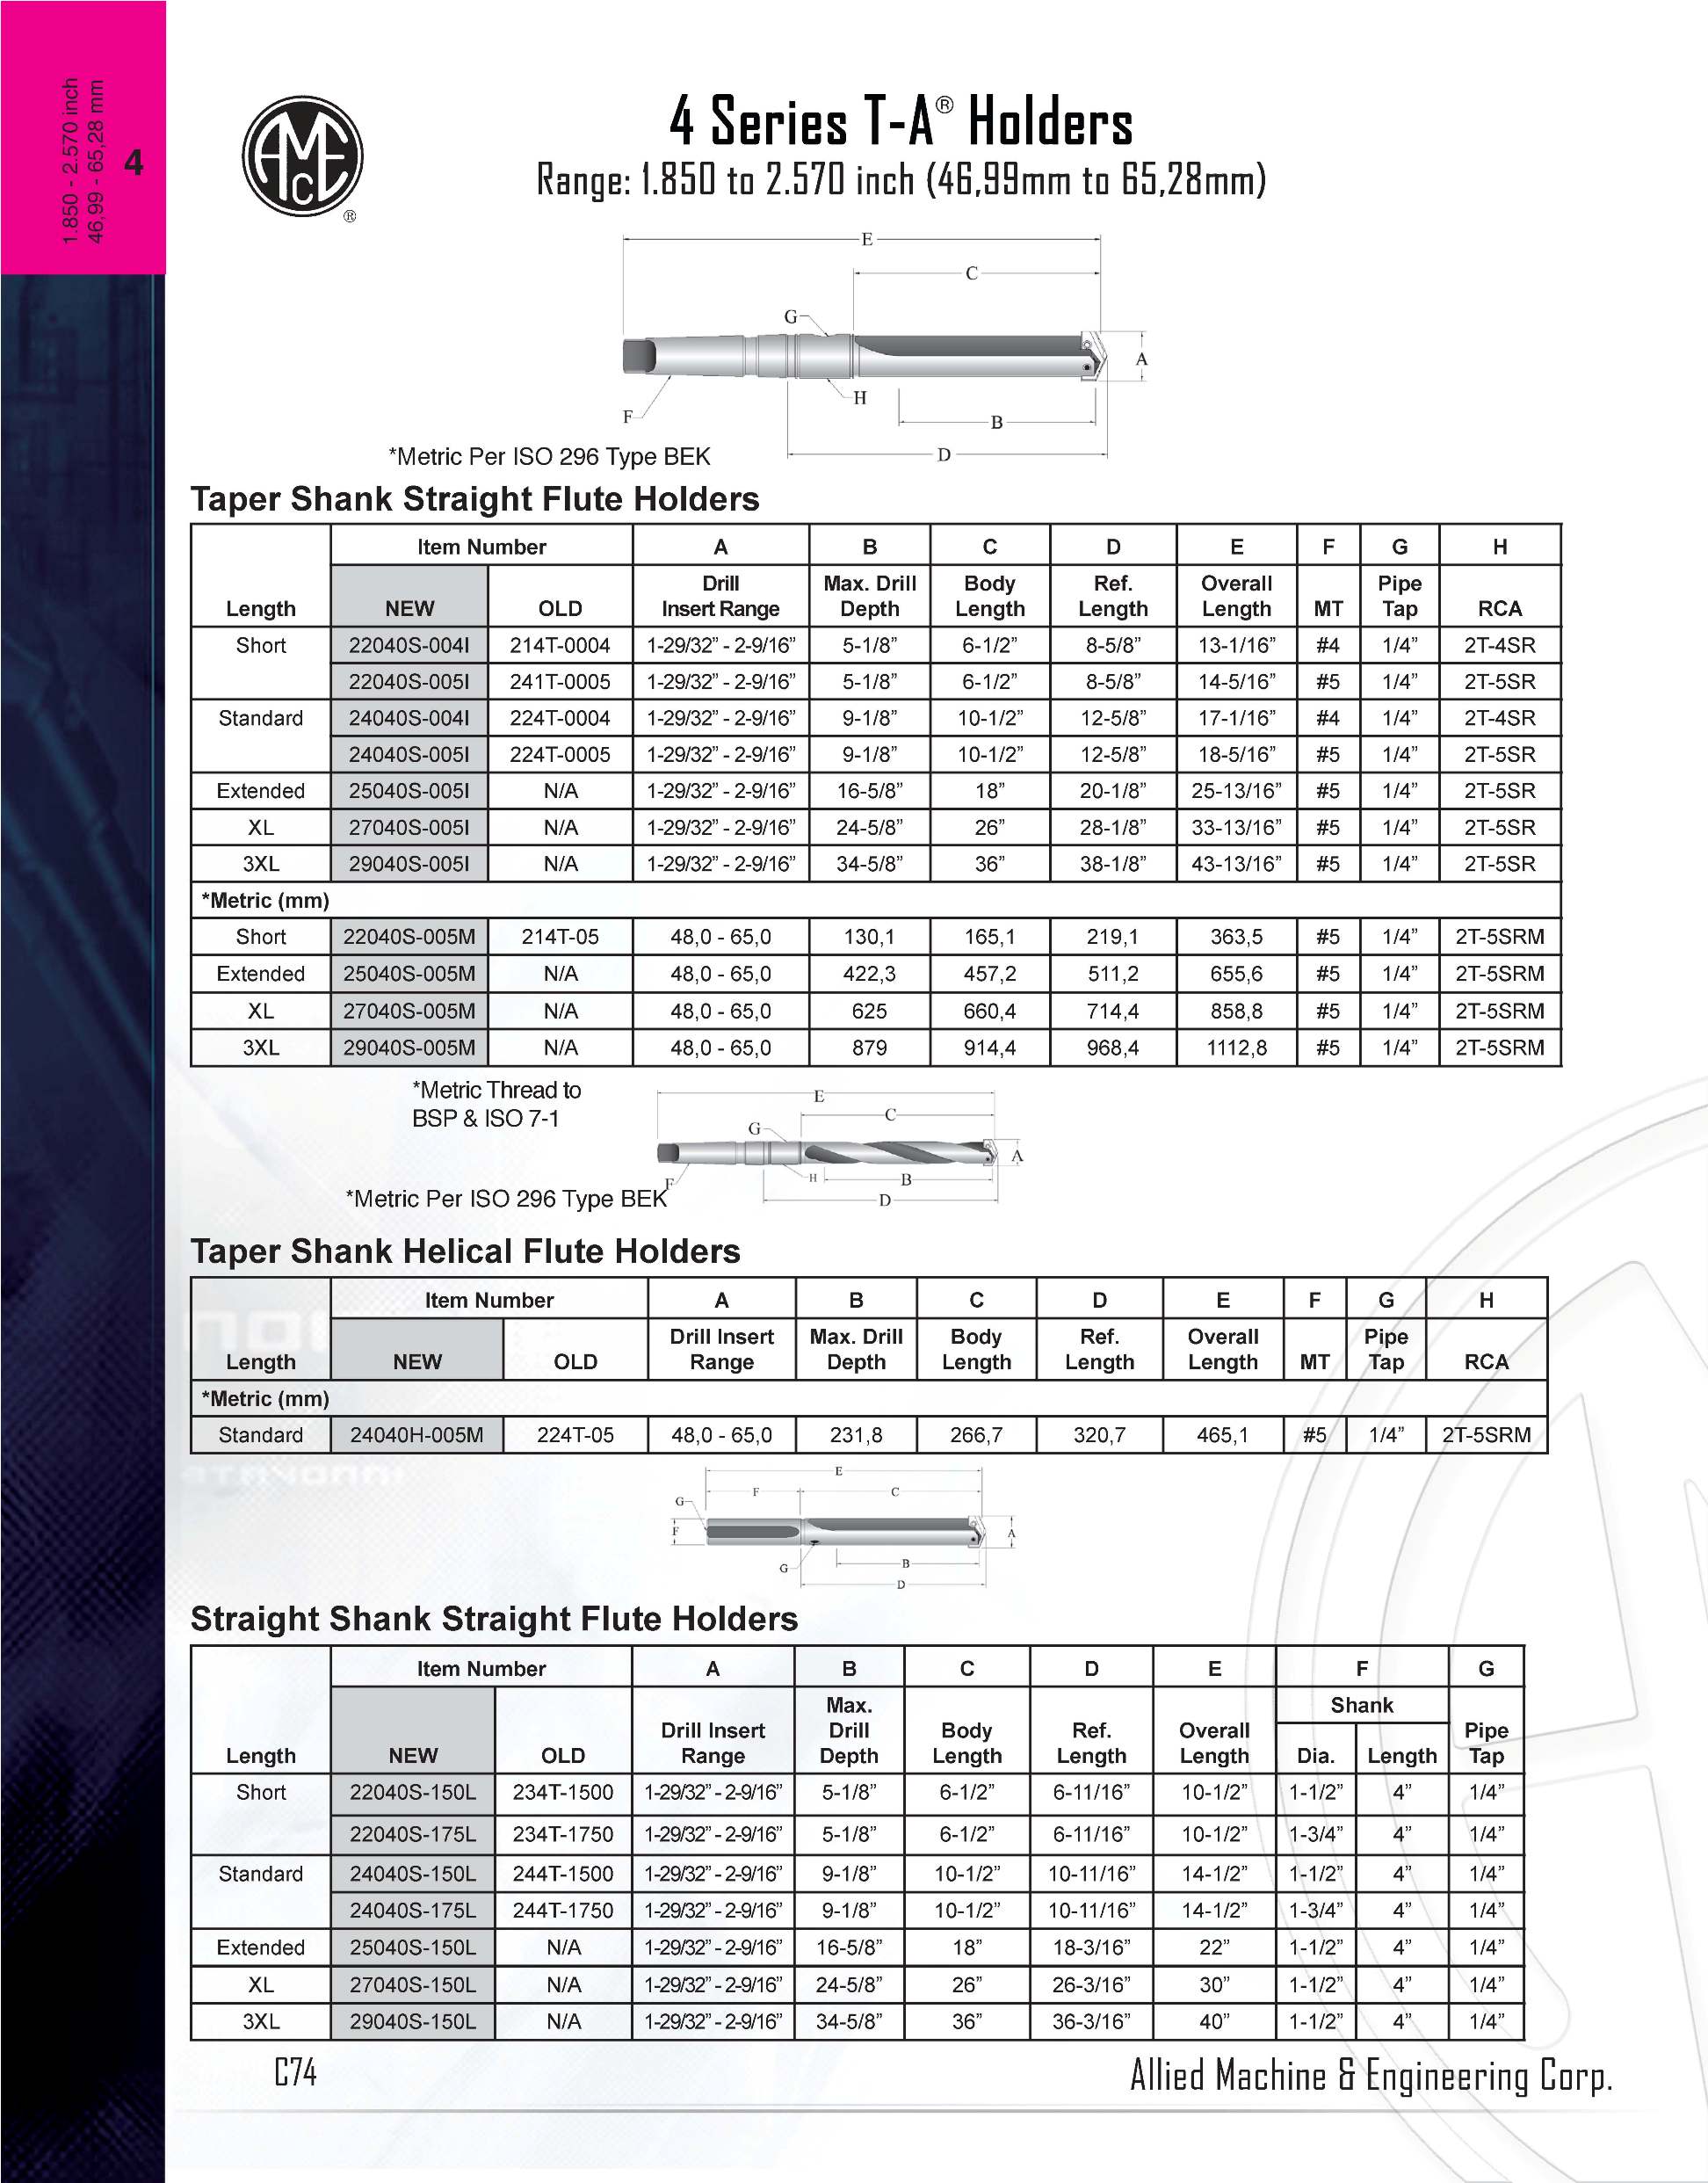 1.850 - 2.570 inch
46,99 - 65,28 mm
4
AMEC
®
4 Series T-A® Holders
Range: 1.850 to 2.570 inch (46,99mm to 65,28mm)
E
C
G
A
H
F
B
D
*Metric Per ISO 296 Type BEK
Taper Shank Straight Flute Holders
Item Number A B C D E F G H
Drill Max. Drill Body Ref. Overall Pipe
Length NEW OLD Insert Range Depth Length Length Length MT Tap RCA
Short 22040S-004I 214T-0004 1-29/32” - 2-9/16” 5-1/8” 6-1/2” 8-5/8” 13-1/16” #4 1/4” 2T-4SR
22040S-005I 241T-0005 1-29/32” - 2-9/16” 5-1/8” 6-1/2” 8-5/8” 14-5/16” #5 1/4” 2T-5SR
Standard 24040S-004I 224T-0004 1-29/32” - 2-9/16” 9-1/8” 10-1/2” 12-5/8” 17-1/16” #4 1/4” 2T-4SR
24040S-005I 224T-0005 1-29/32” - 2-9/16” 9-1/8” 10-1/2” 12-5/8” 18-5/16” #5 1/4” 2T-5SR
Extended 25040S-005I N/A 1-29/32” - 2-9/16” 16-5/8” 18” 20-1/8” 25-13/16” #5 1/4” 2T-5SR
XL 27040S-005I N/A 1-29/32” - 2-9/16” 24-5/8” 26” 28-1/8” 33-13/16” #5 1/4” 2T-5SR
3XL 29040S-005I N/A 1-29/32” - 2-9/16” 34-5/8” 36” 38-1/8” 43-13/16” #5 1/4” 2T-5SR
*Metric (mm)
Short 22040S-005M 214T-05 48,0 - 65,0 130,1 165,1 219,1 363,5 #5 1/4” 2T-5SRM
Extended 25040S-005M N/A 48,0 - 65,0 422,3 457,2 511,2 655,6 #5 1/4” 2T-5SRM
XL 27040S-005M N/A 48,0 - 65,0 625 660,4 714,4 858,8 #5 1/4” 2T-5SRM
3XL 29040S-005M N/A 48,0 - 65,0 879 914,4 968,4 1112,8 #5 1/4” 2T-5SRM
*Metric Thread to
BSP & ISO 7-1
E
C
G
A
H
B
F
D
*Metric Per ISO 296 Type BEK
Taper Shank Helical Flute Holders
Item Number A B C D E F G H
Drill Insert Max. Drill Body Ref. Overall Pipe
Length NEW OLD Range Depth Length Length Length MT Tap RCA
*Metric (mm)
Standard 24040H-005M 224T-05 48,0 - 65,0 231,8 266,7 320,7 465,1 #5 1/4” 2T-5SRM
E
F
C
G
F
A
G
B
D
Straight Shank Straight Flute Holders
Item Number A B C D E F G
Max. Shank
Drill Insert Drill Body Ref. Overall Pipe
Length NEW OLD Range Depth Length Length Length Dia. Length Tap
Short 22040S-150L 234T-1500 1-29/32” - 2-9/16” 5-1/8” 6-1/2” 6-11/16” 10-1/2” 1-1/2” 4” 1/4”
22040S-175L 234T-1750 1-29/32” - 2-9/16” 5-1/8” 6-1/2” 6-11/16” 10-1/2” 1-3/4” 4” 1/4”
Standard 24040S-150L 244T-1500 1-29/32” - 2-9/16” 9-1/8” 10-1/2” 10-11/16” 14-1/2” 1-1/2” 4” 1/4”
24040S-175L 244T-1750 1-29/32” - 2-9/16” 9-1/8” 10-1/2” 10-11/16” 14-1/2” 1-3/4” 4” 1/4”
Extended 25040S-150L N/A 1-29/32” - 2-9/16” 16-5/8” 18” 18-3/16” 22” 1-1/2” 4” 1/4”
XL 27040S-150L N/A 1-29/32” - 2-9/16” 24-5/8” 26” 26-3/16” 30” 1-1/2” 4” 1/4”
3XL 29040S-150L N/A 1-29/32” - 2-9/16” 34-5/8” 36” 36-3/16” 40” 1-1/2” 4” 1/4”
C74
Allied Machine & Engineering Corp.